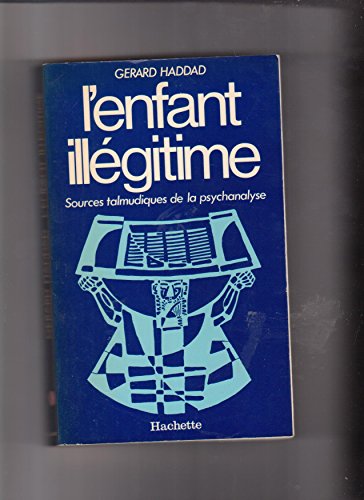 GERARD HADDAD
l'enfant
illégitime
Sources talmudiques de la psychanalyse
Hachette